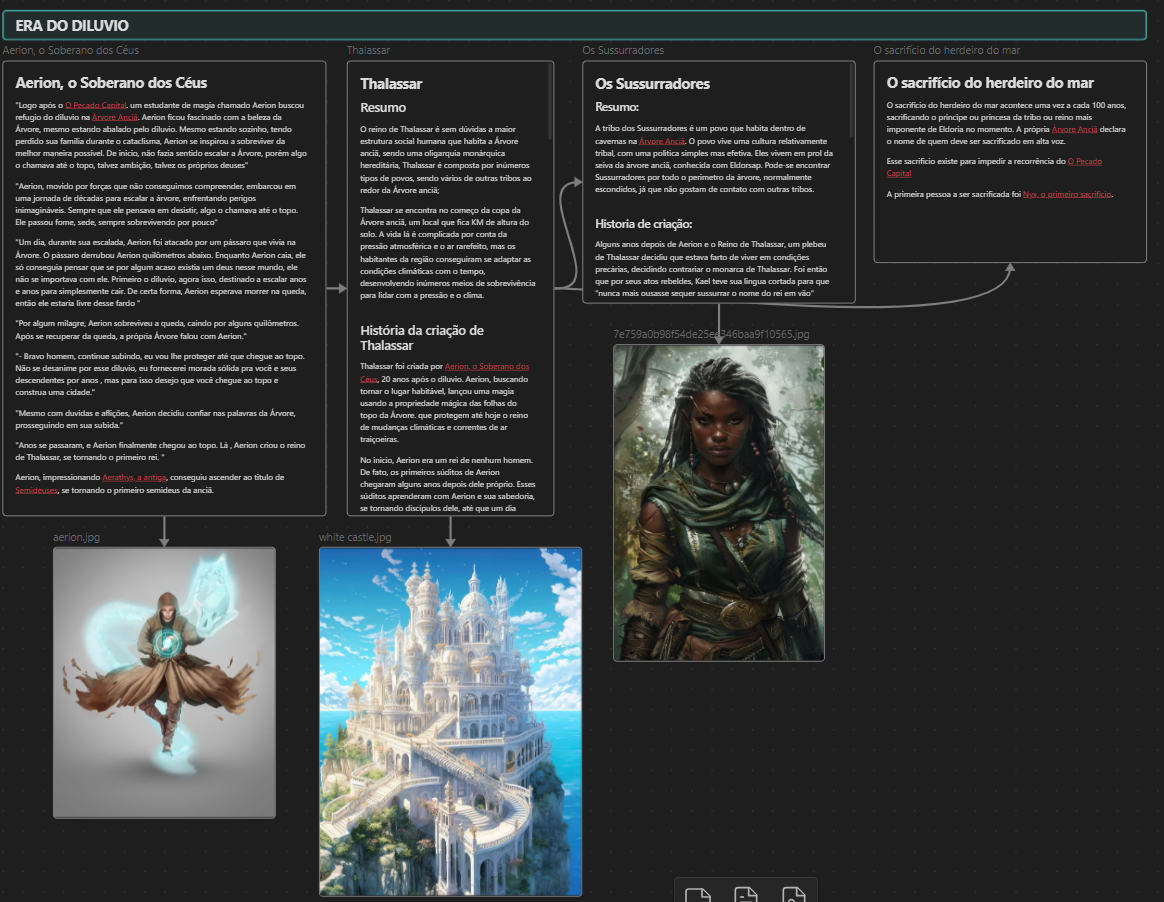 ERA DO DILUVIO
Aerion, o Soberano dos Céus
Aerion, o Soberano dos Céus
"Logo após o O Pecado Capital, um estudante de magia chamado Aerion buscou
refugio do diluvio na Árvore Anciã. Aerion ficou fascinado com a beleza da
Árvore, mesmo estando abalado pelo diluvio. Mesmo estando sozinho, tendo
perdido sua familia durante o cataclisma, Aerion se inspirou a sobreviver da
melhor maneira possivel. De inicio, não fazia sentido escalar a Árvore, porém algo
o chamava até o topo, talvez ambição, talvez os próprios deuses"
"Aerion, movido por forças que não conseguimos compreender, embarcou em
uma jornada de décadas para escalar a árvore, enfrentando perigos
inimagináveis. Sempre que ele pensava em desistir, algo o chamava até o topo.
Ele passou fome, sede, sempre sobrevivendo por pouco"
"Um dia, durante sua escalada, Aerion foi atacado por um pássaro que vivia na
Árvore. O pássaro derrubou Aerion quilômetros abaixo. Enquanto Aerion caia, ele
só conseguia pensar que se por algum acaso existia um deus nesse mundo, ele
não se importava com ele. Primeiro o diluvio, agora isso, destinado a escalar anos
e anos para simplesmente cair. De certa forma, Aerion esperava morrer na queda,
então ele estaria livre desse fardo "
"Por algum milagre, Aerion sobreviveu a queda, caindo por alguns quilômetros.
Após se recuperar da queda, a própria Árvore falou com Aerion."
"- Bravo homem, continue subindo, eu vou lhe proteger até que chegue ao topo.
Não se desanime por esse diluvio, eu fornecerei morada sólida pra você e seus
descendentes por anos , mas para isso desejo que você chegue ao topo e
construa uma cidade."
"Mesmo com duvidas e aflições, Aerion decidiu confiar nas palavras da Árvore,
prosseguindo em sua subida."
"Anos se passaram, e Aerion finalmente chegou ao topo. Lá , Aerion criou o reino
de Thalassar, se tornando o primeiro rei. "
Aerion, impressionando Aerathys, a antiga, conseguiu ascender ao titulo de
Semideuses, se tornando o primeiro semideus da anciã.
aerion.jpg
Thalassar
Thalassar
Resumo
O reino de Thalassar é sem dúvidas a maior
estrutura social humana que habita a Árvore
anciã, sendo uma oligarquia monárquica
hereditária, Thalassar é composta por inúmeros
tipos de povos, sendo vários de outras tribos ao
redor da Árvore anciã;
Thalassar se encontra no começo da copa da
Árvore anciã, um local que fica KM de altura do
solo. A vida lá é complicada por conta da
pressão atmosférica e o ar rarefeito, mas os
habitantes da região conseguiram se adaptar as
condições climáticas com o tempo,
desenvolvendo inúmeros meios de sobrevivência
para lidar com a pressão e o clima.
História da criação de
Thalassar
Thalassar foi criada por Aerion, o Soberano dos
Céus, 20 anos após o diluvio. Aerion, buscando
tornar o lugar habitável, lançou uma magia
usando a propriedade mágica das folhas do
topo da Árvore. que protegem até hoje o reino
de mudanças climáticas e correntes de ar
traiçoeiras.
No inicio, Aerion era um rei de nenhum homem.
De fato, os primeiros súditos de Aerion
chegaram alguns anos depois dele próprio. Esses
súditos aprenderam com Aerion e sua sabedoria,
se tornando discípulos dele, até que um dia
white castle.jpg
Os Sussurradores
Os Sussurradores
Resumo:
A tribo dos Sussurradores é um povo que habita dentro de
cavernas na Árvore Anciã. O povo vive uma cultura relativamente
tribal, com uma politica simples mas efetiva. Eles vivem em prol da
seiva da árvore anciã, conhecida com Eldorsap. Pode-se encontrar
Sussurradores por todo o perimetro da árvore, normalmente
escondidos, já que não gostam de contato com outras tribos.
Historia de criação:
Alguns anos depois de Aerion e o Reino de Thalassar, um plebeu
de Thalassar decidiu que estava farto de viver em condições
precárias, decidindo contrariar o monarca de Thalassar. Foi então
que por seus atos rebeldes, Kael teve sua lingua cortada para que
"nunca mais ousasse sequer sussurrar o nome do rei em vão"
O sacrifício do herdeiro do mar
O sacrifício do herdeiro do mar
O sacrificio do herdeiro do mar acontece uma vez a cada 100 anos,
sacrificando o principe ou princesa da tribo ou reino mais
imponente de Eldoria no momento. A própria Árvore Anciã declara
o nome de quem deve ser sacrificado em alta voz.
Esse sacrificio existe para impedir a recorrência do O Pecado
Capital
A primeira pessoa a ser sacrificada foi Nyx, o primeiro sacrificio.